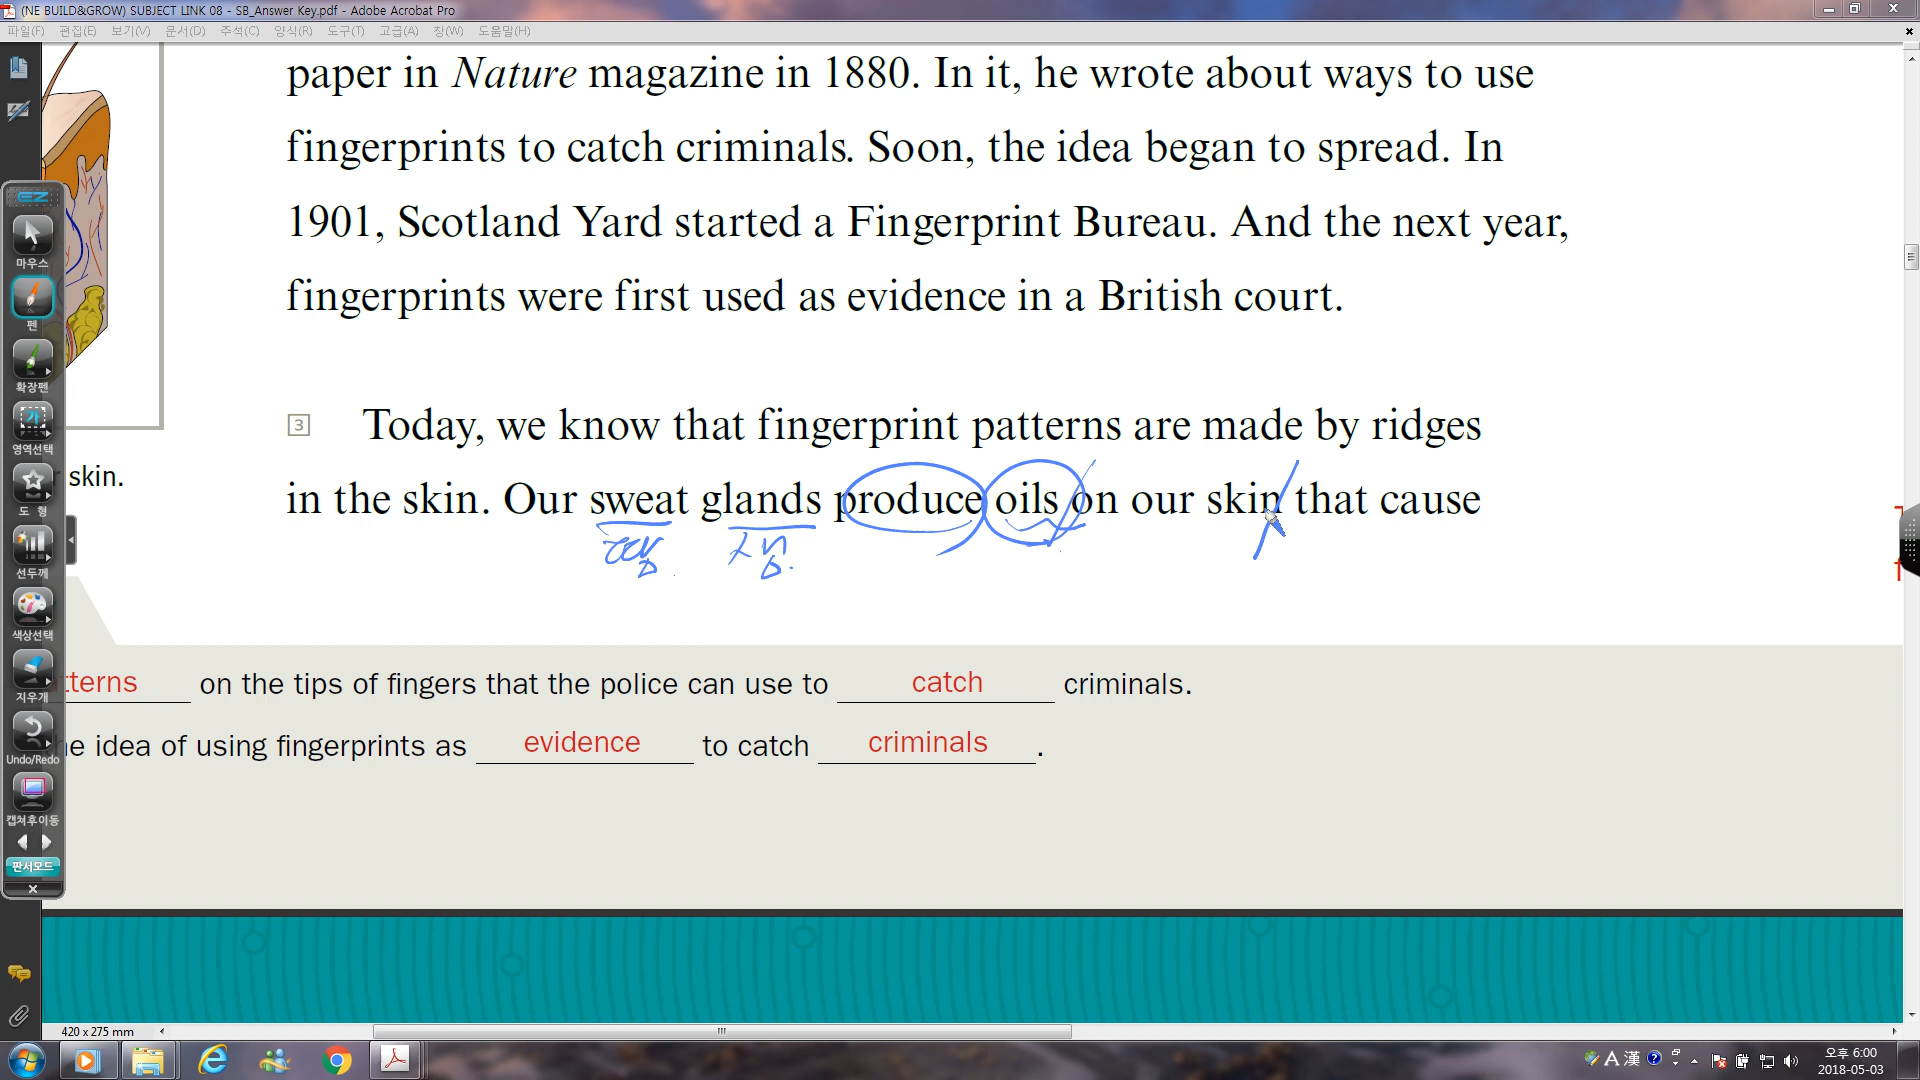 (NE BUILD&GROW) SUBJECT LINK 08 - SB_Answer Key.pdf - Adobe Acrobat Pro
파일(F) 편집(E) 보기(V) 문서(D) 주석(C) 양식(R) 도구(T) 고급(A) 창(W) 도움말(H)
paper in Nature magazine in 1880. In it, he wrote about ways to use
fingerprints to catch criminals. Soon, the idea began to spread. In
1901, Scotland Yard started a Fingerprint Bureau. And the next year,
fingerprints were first used as evidence in a British court.
3 Today, we know that fingerprint patterns are made by ridges
in the skin. Our sweat glands produce oils on our skin that cause
skin.
tterns on the tips of fingers that the police can use to catch criminals.
he idea of using fingerprints as evidence to catch criminals.
EZ
마우스
펜
확장펜
가
영역선택
도 형
선두께
색상선택
지우개
Undo/Redo
캡쳐후이동
판서모드
x
420 x 275 mm
A 漢
오후 6:00
2018-05-03